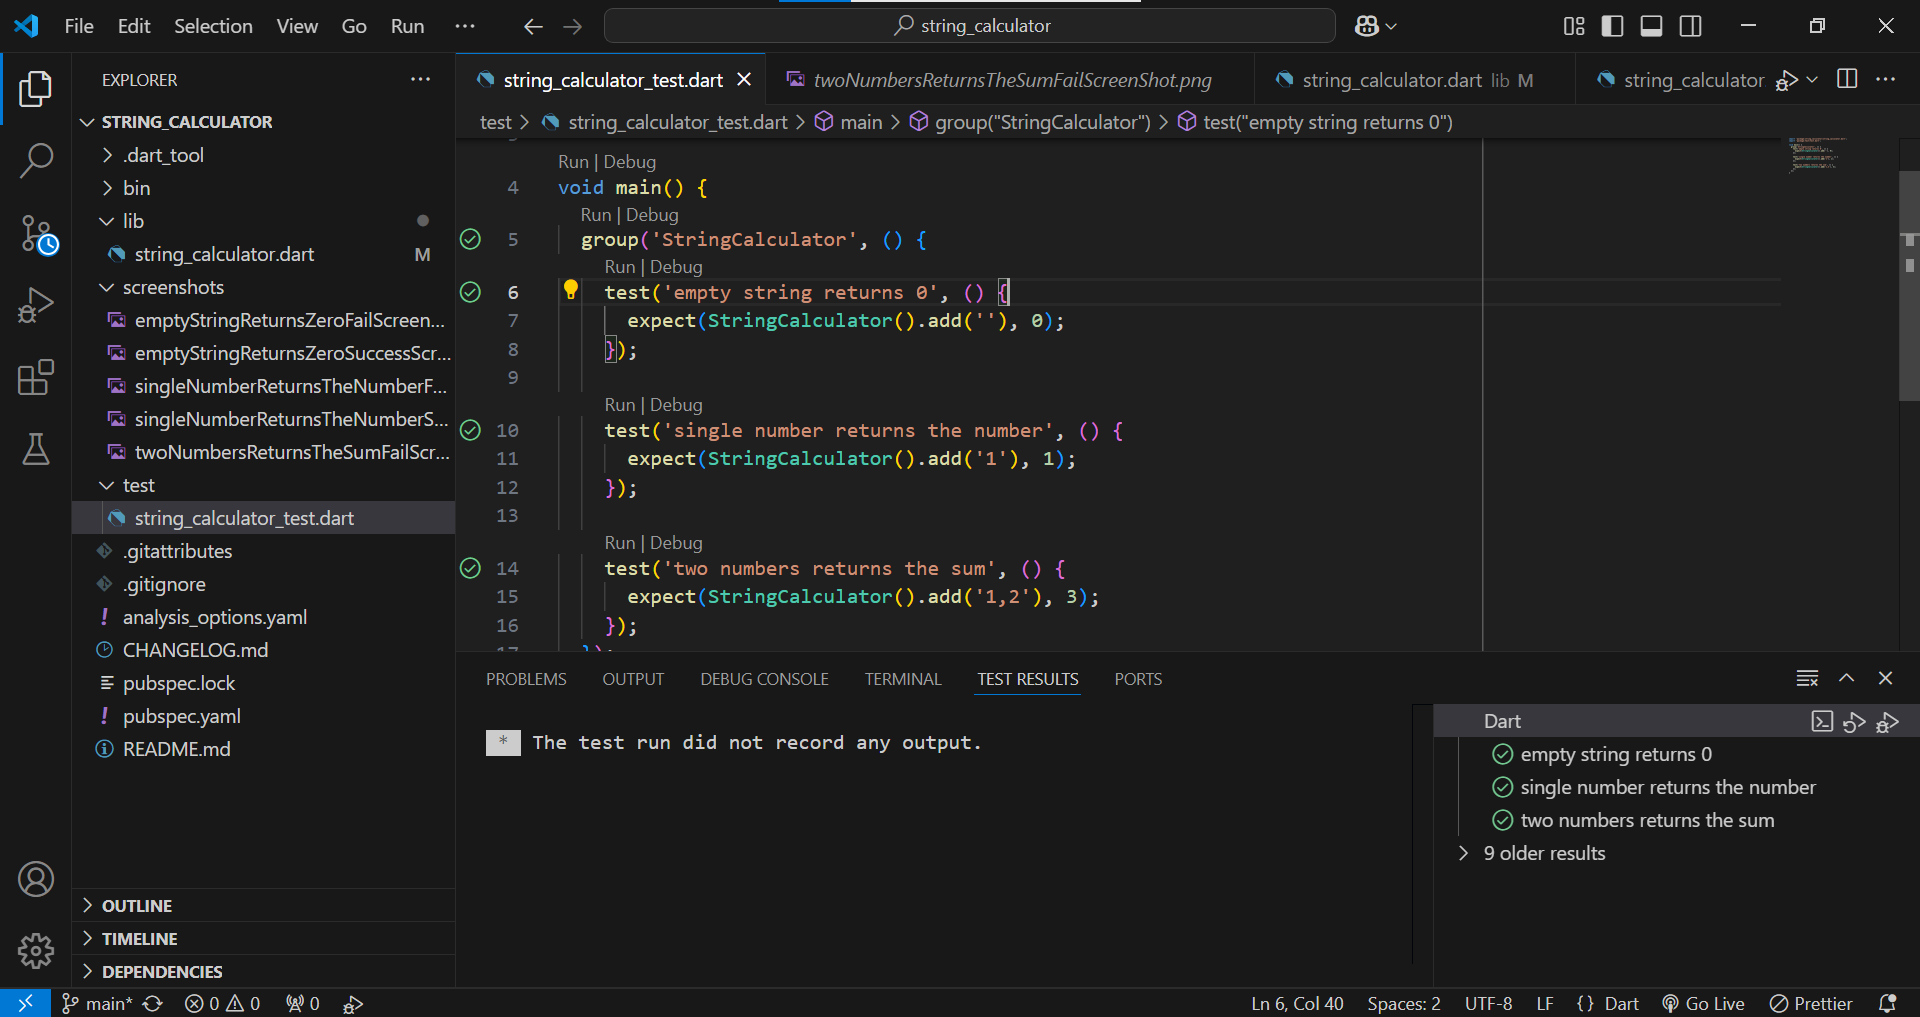 File Edit Selection View Go Run ··· string_calculator
EXPLORER ···
STRING_CALCULATOR
.dart_tool
bin
lib
string_calculator.dart M
screenshots
emptyStringReturnsZeroFailScreen...
emptyStringReturnsZeroSuccessScr...
singleNumberReturnsTheNumberF...
singleNumberReturnsTheNumberS...
twoNumbersReturnsTheSumFailScr...
test
string_calculator_test.dart
.gitattributes
.gitignore
analysis_options.yaml
CHANGELOG.md
pubspec.lock
pubspec.yaml
README.md
OUTLINE
TIMELINE
DEPENDENCIES
string_calculator_test.dart twoNumbersReturnsTheSumFailScreenShot.png string_calculator.dart lib M string_calculator
test > string_calculator_test.dart > main > group("StringCalculator") > test("empty string returns 0")
Run | Debug
4 void main() {
Run | Debug
5 group('StringCalculator', () {
Run | Debug
6 test('empty string returns 0', () {
7 expect(StringCalculator().add(''), 0);
8 });
9
Run | Debug
10 test('single number returns the number', () {
11 expect(StringCalculator().add('1'), 1);
12 });
13
Run | Debug
14 test('two numbers returns the sum', () {
15 expect(StringCalculator().add('1,2'), 3);
16 });
17 });
PROBLEMS OUTPUT DEBUG CONSOLE TERMINAL TEST RESULTS PORTS
* The test run did not record any output.
Dart
empty string returns 0
single number returns the number
two numbers returns the sum
9 older results
main* 0 0 0 Ln 6, Col 40 Spaces: 2 UTF-8 LF {} Dart Go Live Prettier